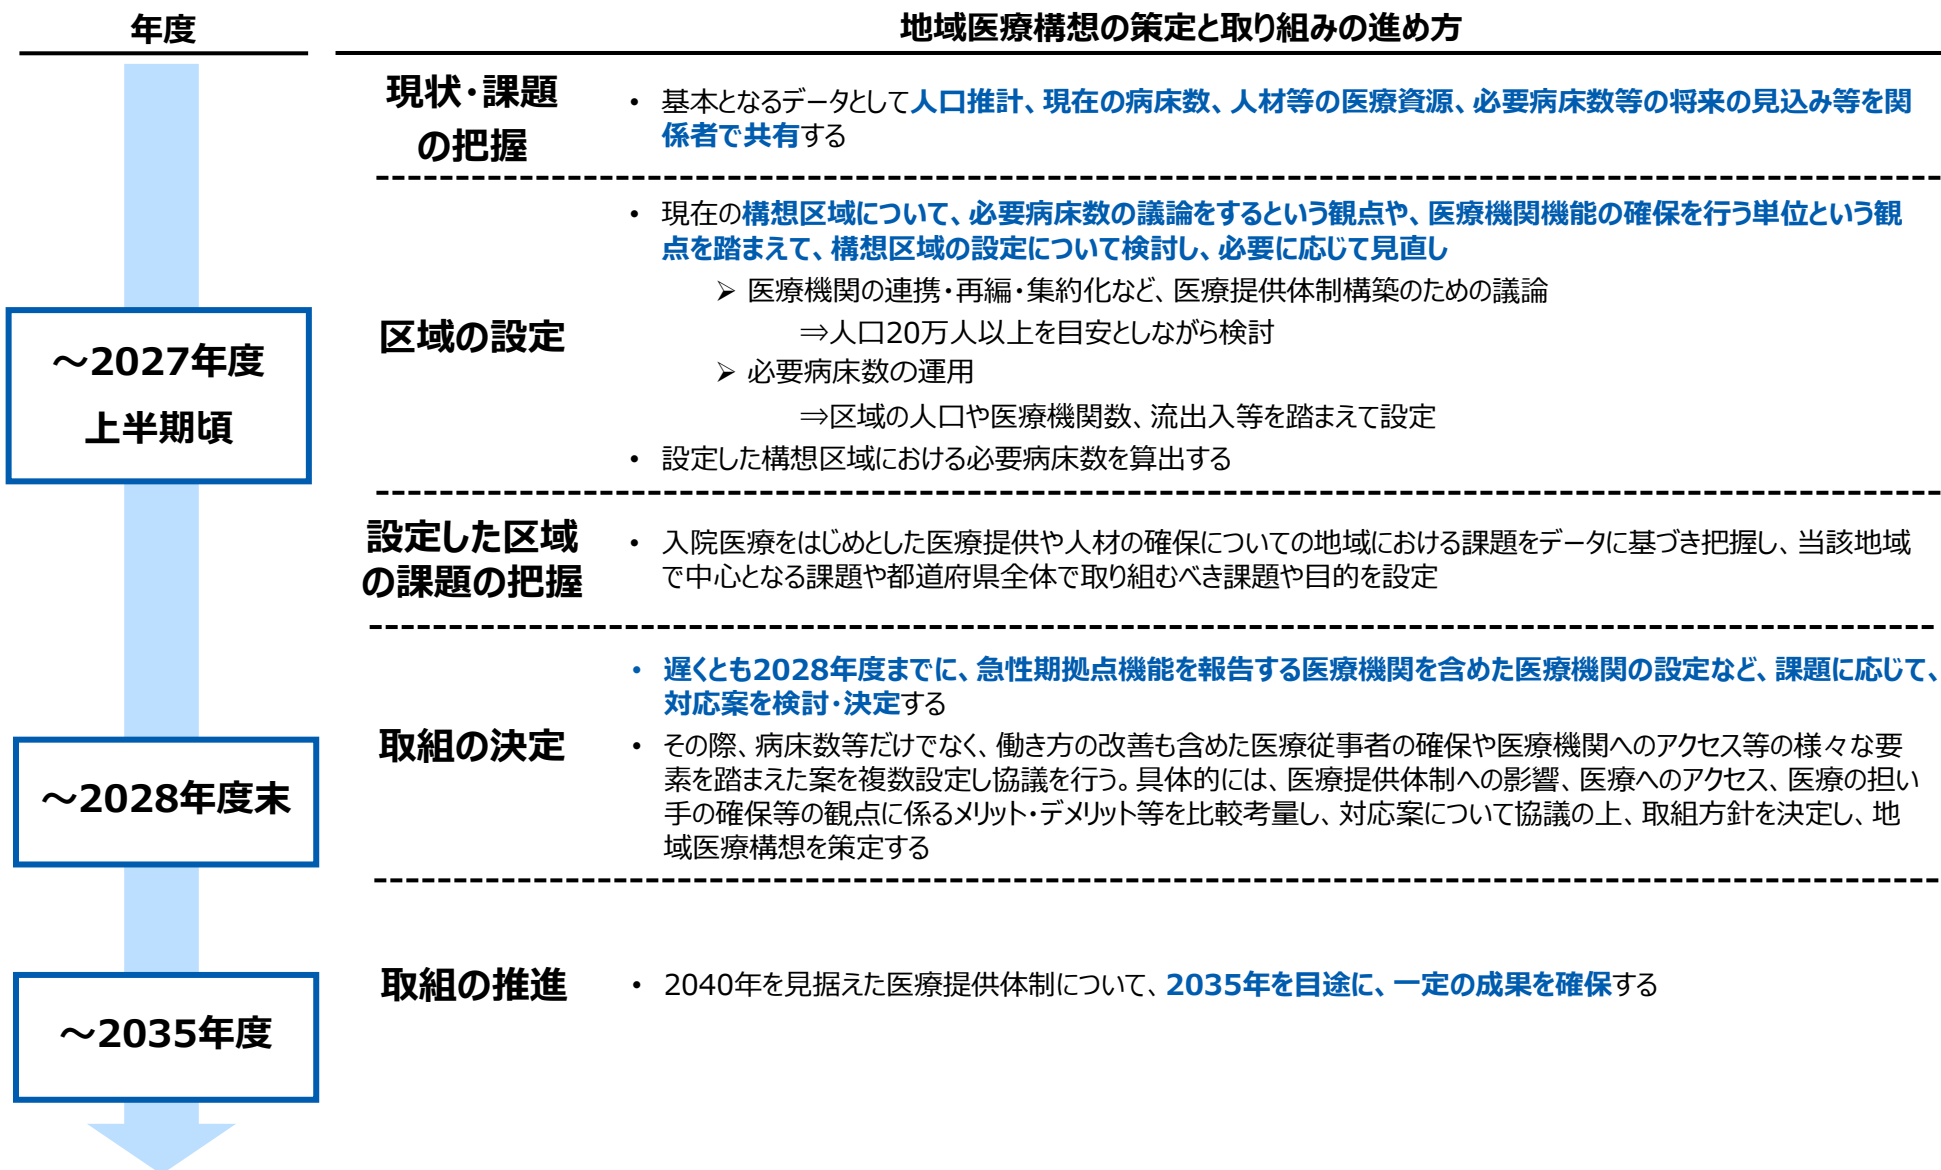 年度
地域医療構想の策定と取り組みの進め方
現状・課題
の把握
• 基本となるデータとして人口推計、現在の病床数、人材等の医療資源、必要病床数等の将来の見込み等を関
係者で共有する
～2027年度
上半期頃
区域の設定
• 現在の構想区域について、必要病床数の議論をするという観点や、医療機関機能の確保を行う単位という観
点を踏まえて、構想区域の設定について検討し、必要に応じて見直し
➢ 医療機関の連携・再編・集約化など、医療提供体制構築のための議論
⇒人口20万人以上を目安としながら検討
➢ 必要病床数の運用
⇒区域の人口や医療機関数、流出入等を踏まえて設定
• 設定した構想区域における必要病床数を算出する
設定した区域
の課題の把握
• 入院医療をはじめとした医療提供や人材の確保についての地域における課題をデータに基づき把握し、当該地域
で中心となる課題や都道府県全体で取り組むべき課題や目的を設定
～2028年度末
取組の決定
• 遅くとも2028年度までに、急性期拠点機能を報告する医療機関を含めた医療機関の設定など、課題に応じて、
対応案を検討・決定する
• その際、病床数等だけでなく、働き方の改善も含めた医療従事者の確保や医療機関へのアクセス等の様々な要
素を踏まえた案を複数設定し協議を行う。具体的には、医療提供体制への影響、医療へのアクセス、医療の担い
手の確保等の観点に係るメリット・デメリット等を比較考量し、対応案について協議の上、取組方針を決定し、地
域医療構想を策定する
～2035年度
取組の推進
• 2040年を見据えた医療提供体制について、2035年を目途に、一定の成果を確保する